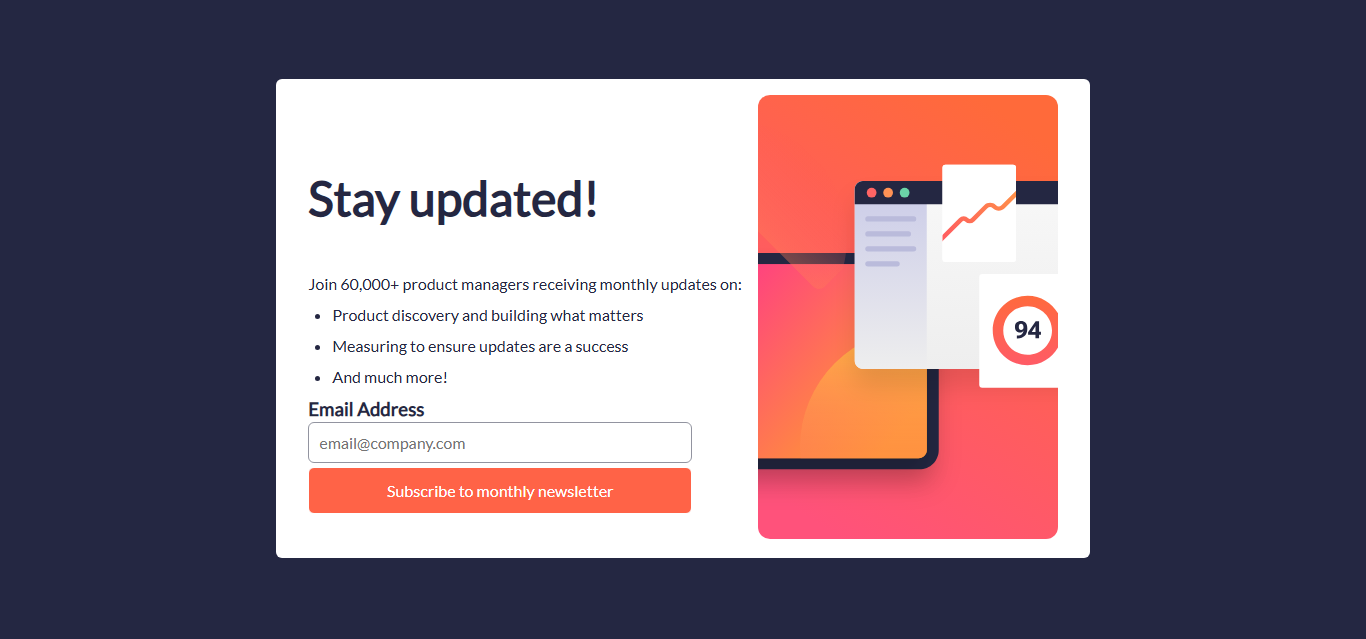 Stay updated!
Join 60,000+ product managers receiving monthly updates on:
Product discovery and building what matters
Measuring to ensure updates are a success
And much more!
Email Address
email@company.com
Subscribe to monthly newsletter
94